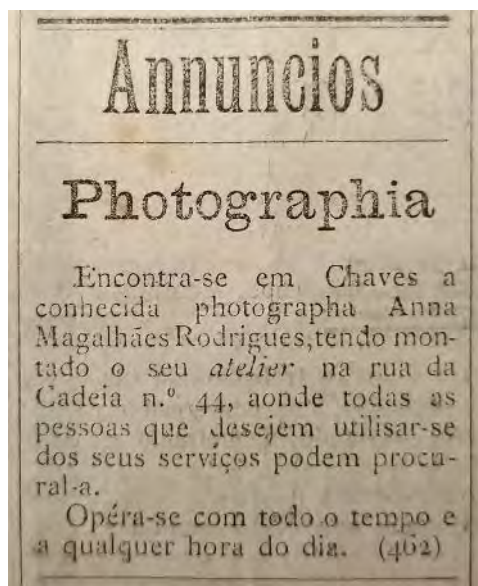 Annuncios
Photographia
Encontra-se em Chaves a
conhecida photographa Anna
Magalhães Rodrigues, tendo mon-
tado o seu atelier na rua da
Cadeia n.º 44, aonde todas as
pessoas que desejem utilisar-se
dos seus serviços podem procu-
ral-a.
Opéra-se com todo o tempo e
a qualquer hora do dia. (462)